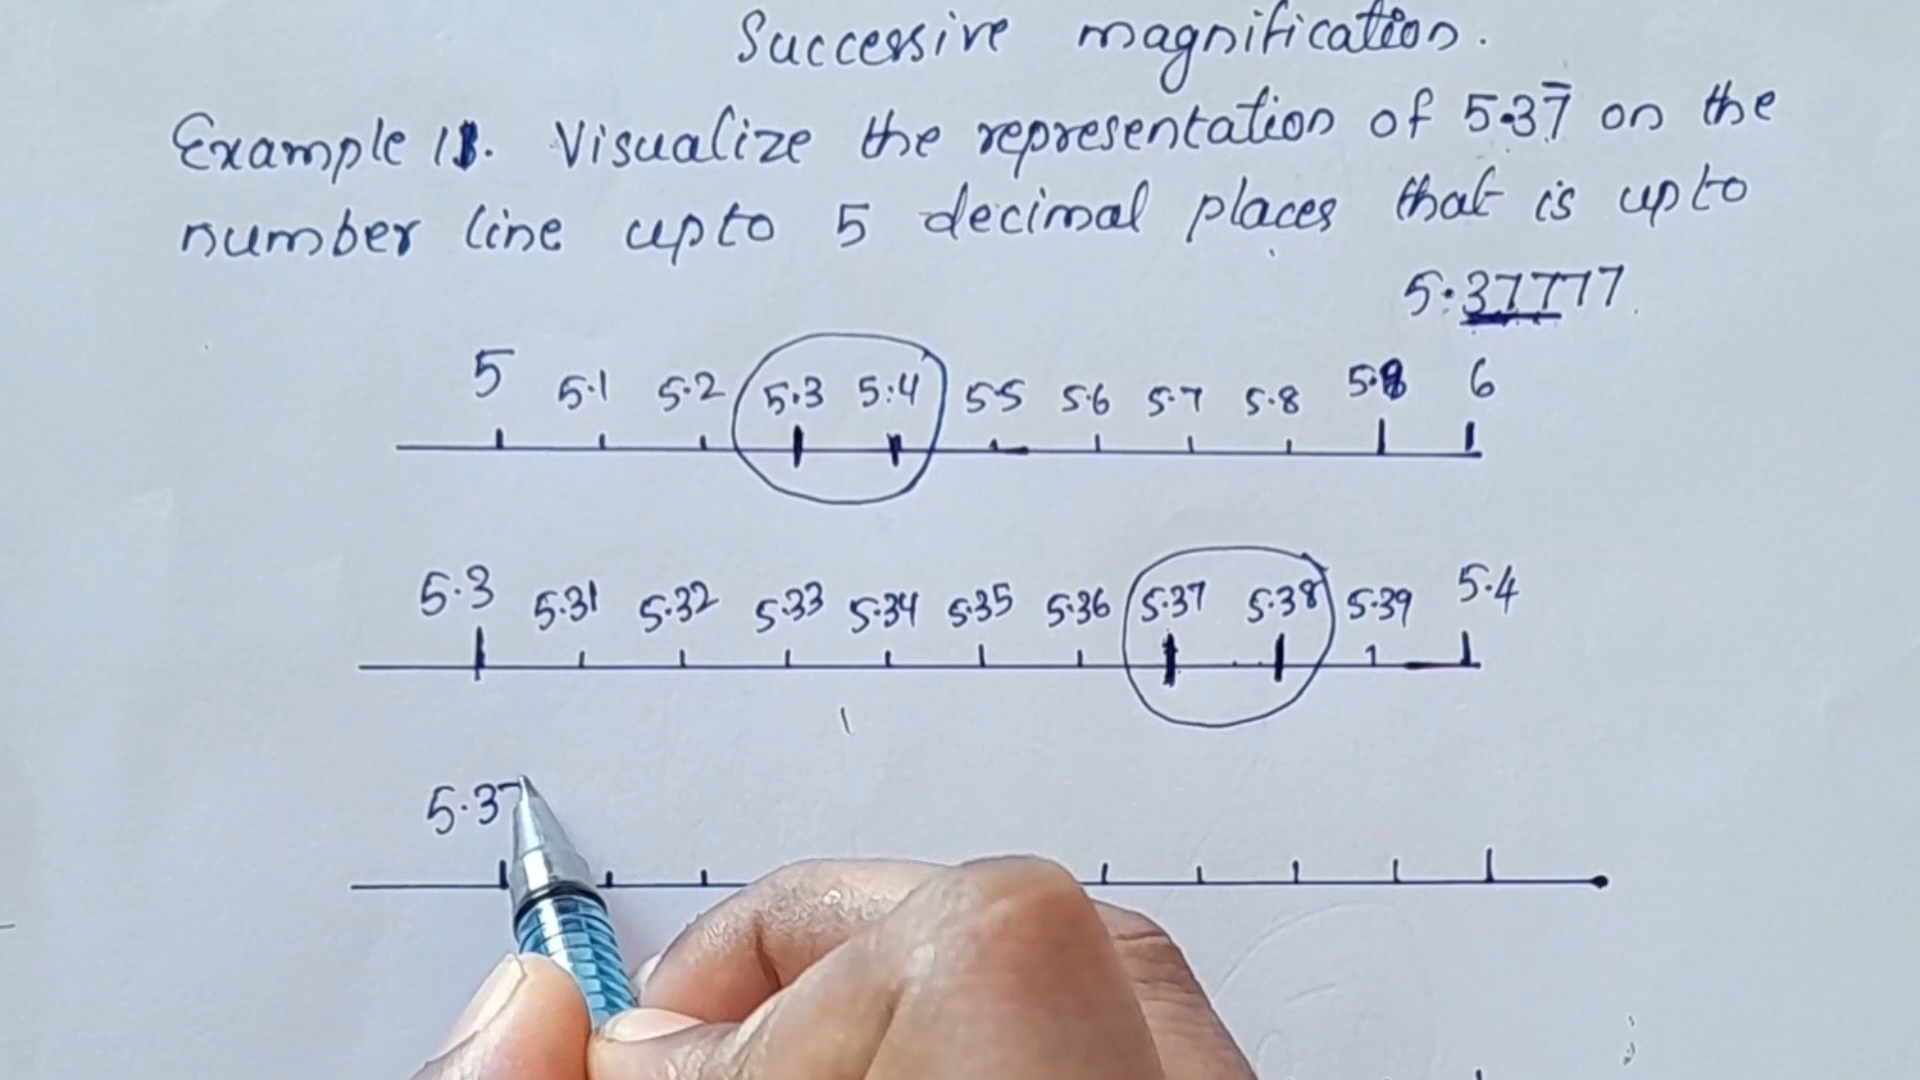 Successive magnification.
Example 11. Visualize the representation of 5.37̅ on the
number line upto 5 decimal places that is upto
5.37777.
5 5.1 5.2 5.3 5.4 5.5 5.6 5.7 5.8 5.9 6
5.3 5.31 5.32 5.33 5.34 5.35 5.36 5.37 5.38 5.39 5.4
5.37